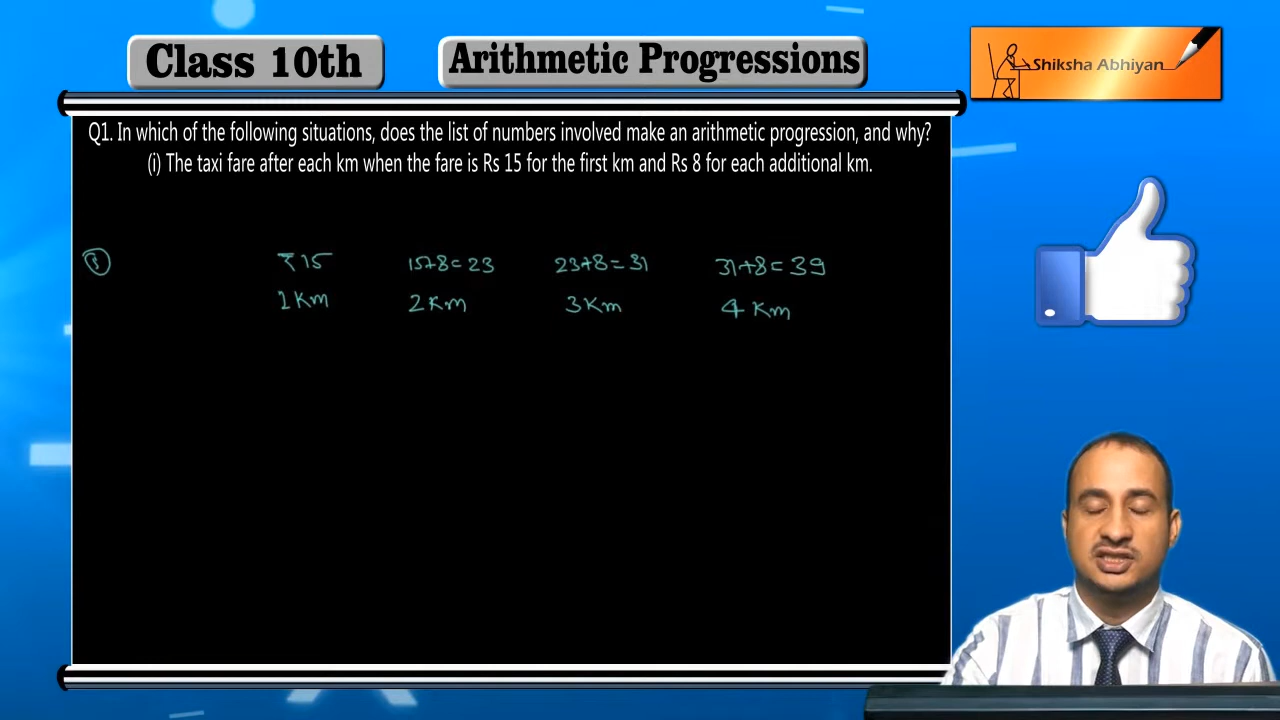 Class 10th
Arithmetic Progressions
Shiksha Abhiyan
Q1. In which of the following situations, does the list of numbers involved make an arithmetic progression, and why?
(i) The taxi fare after each km when the fare is Rs 15 for the first km and Rs 8 for each additional km.
₹15 15+8=23 23+8=31 31+8=39
1Km 2Km 3Km 4 Km